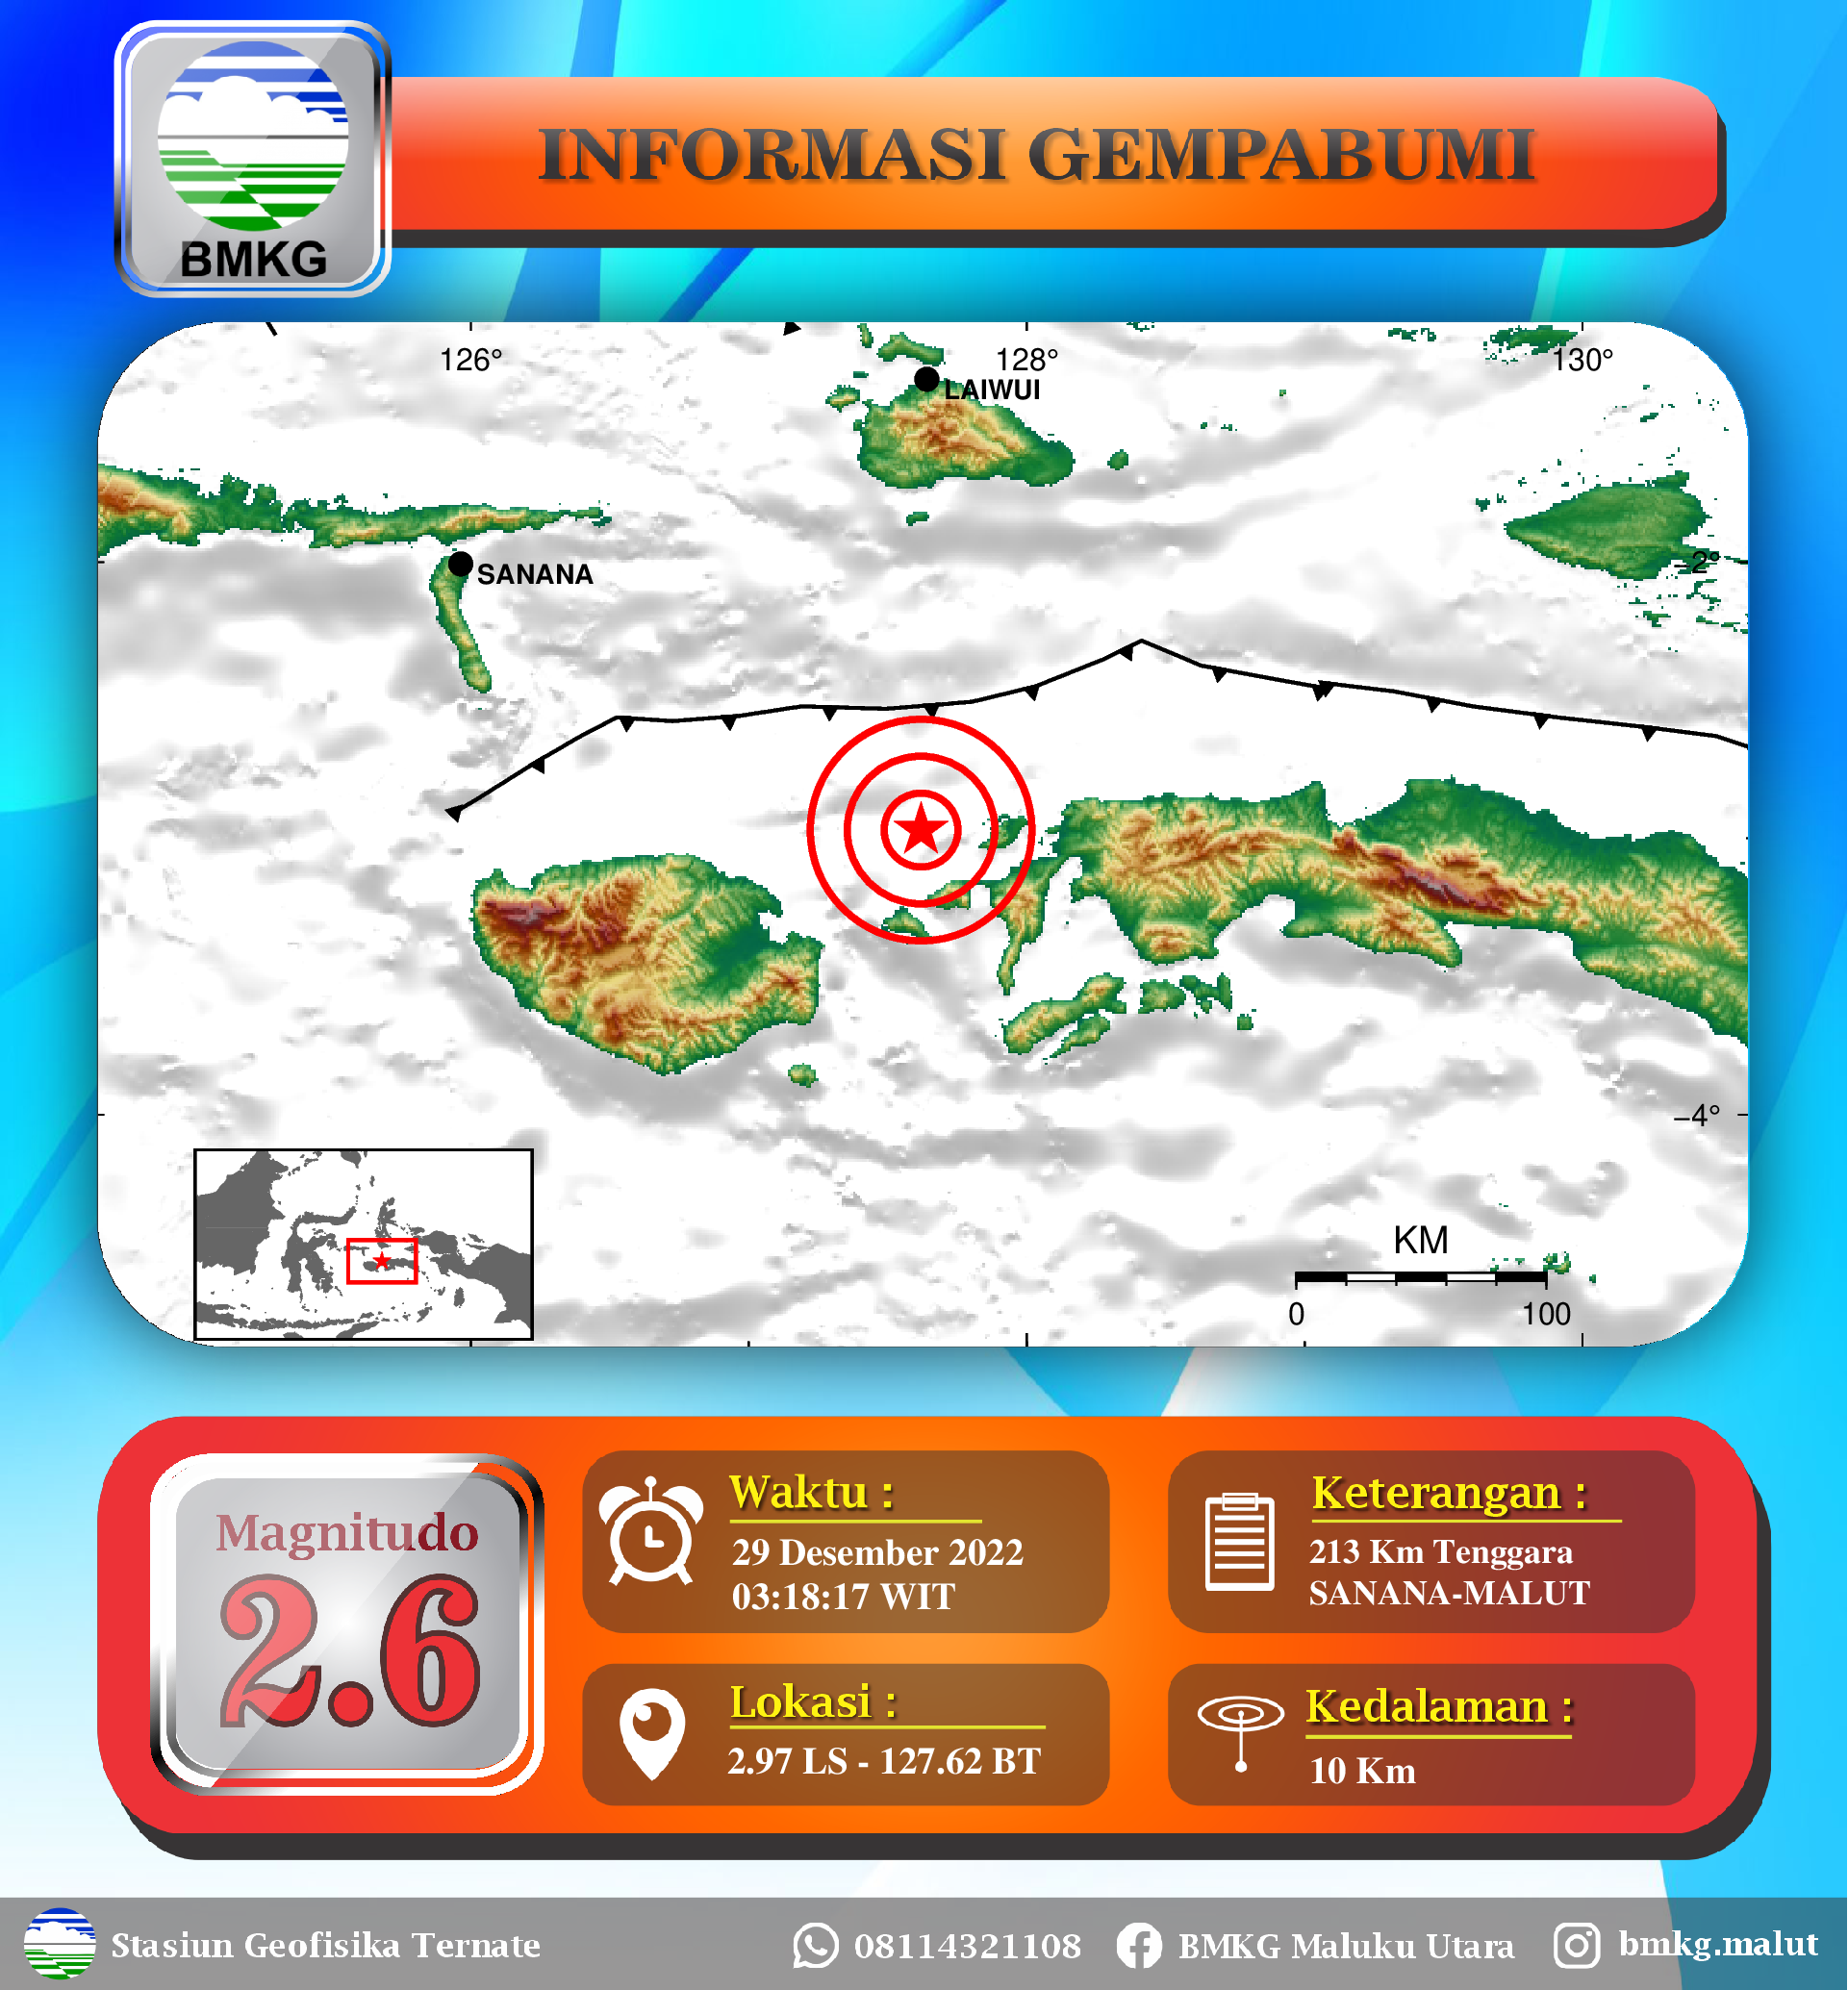 BMKG
INFORMASI GEMPABUMI
126°
128°
130°
LAIWUI
SANANA
−2°
−4°
KM
0
100
Magnitudo
2.6
Waktu :
29 Desember 2022
03:18:17 WIT
Keterangan :
213 Km Tenggara
SANANA-MALUT
Lokasi :
2.97 LS - 127.62 BT
Kedalaman :
10 Km
Stasiun Geofisika Ternate
08114321108
BMKG Maluku Utara
bmkg.malut